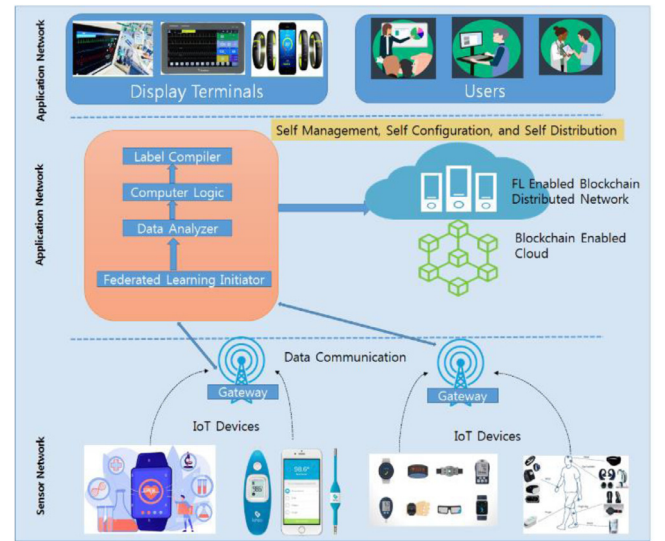 Application Network
Display Terminals
Users
Application Network
Self Management, Self Configuration, and Self Distribution
Label Compiler
Computer Logic
Data Analyzer
Federated Learning Initiator
FL Enabled Blockchain
Distributed Network
Blockchain Enabled
Cloud
Sensor Network
Data Communication
Gateway
Gateway
IoT Devices
IoT Devices